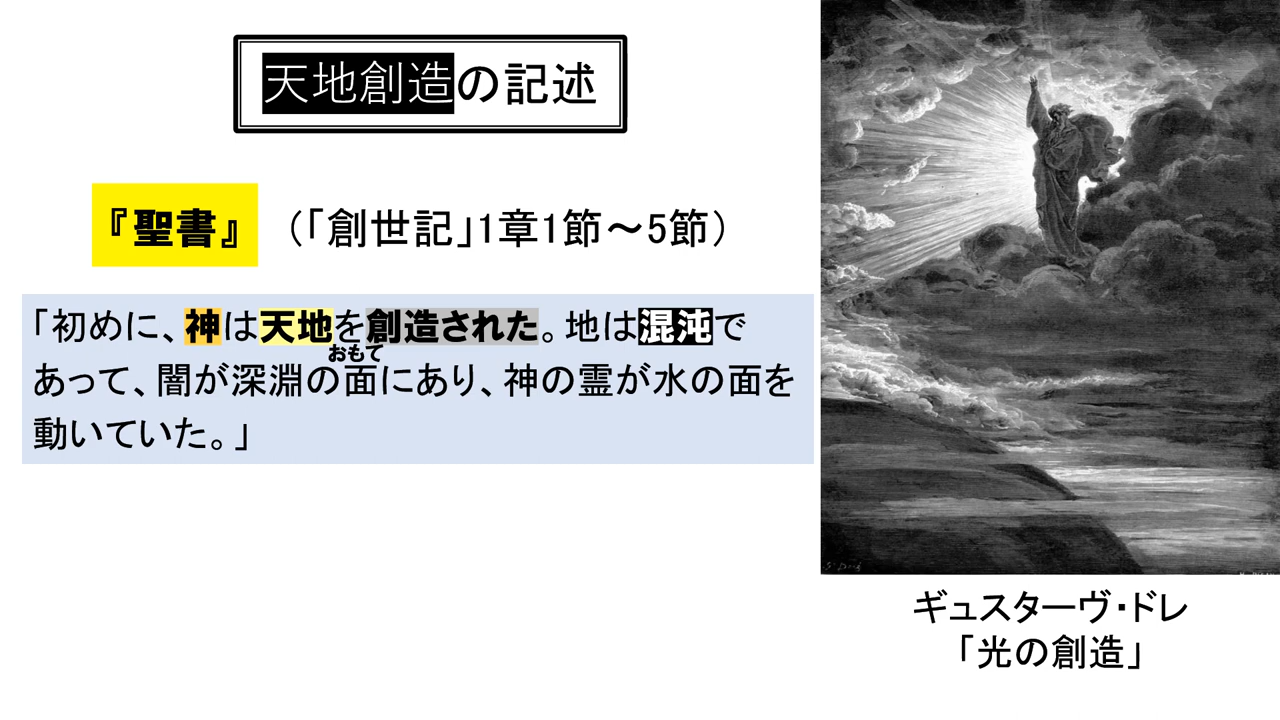 天地創造の記述
『聖書』 （「創世記」1章1節～5節）
「初めに、神は天地を創造された。地は混沌で
おもて
あって、闇が深淵の面にあり、神の霊が水の面を
動いていた。」
ギュスターヴ・ドレ
「光の創造」